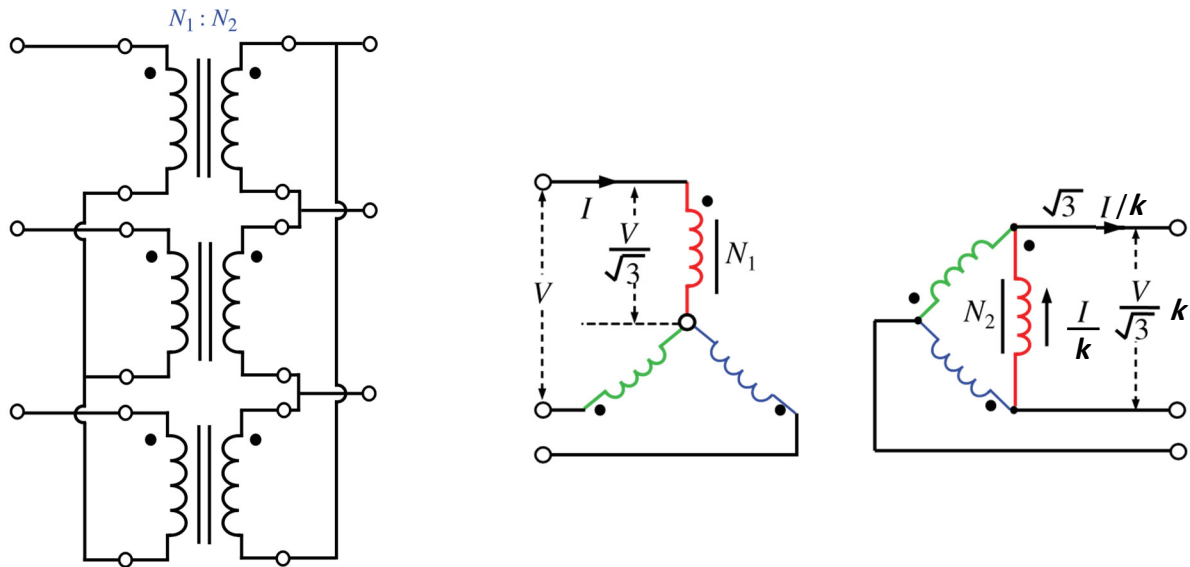 N₁ : N₂
I
V
V/√3
N₁
√3 I/k
N₂
I/k
V/√3 k